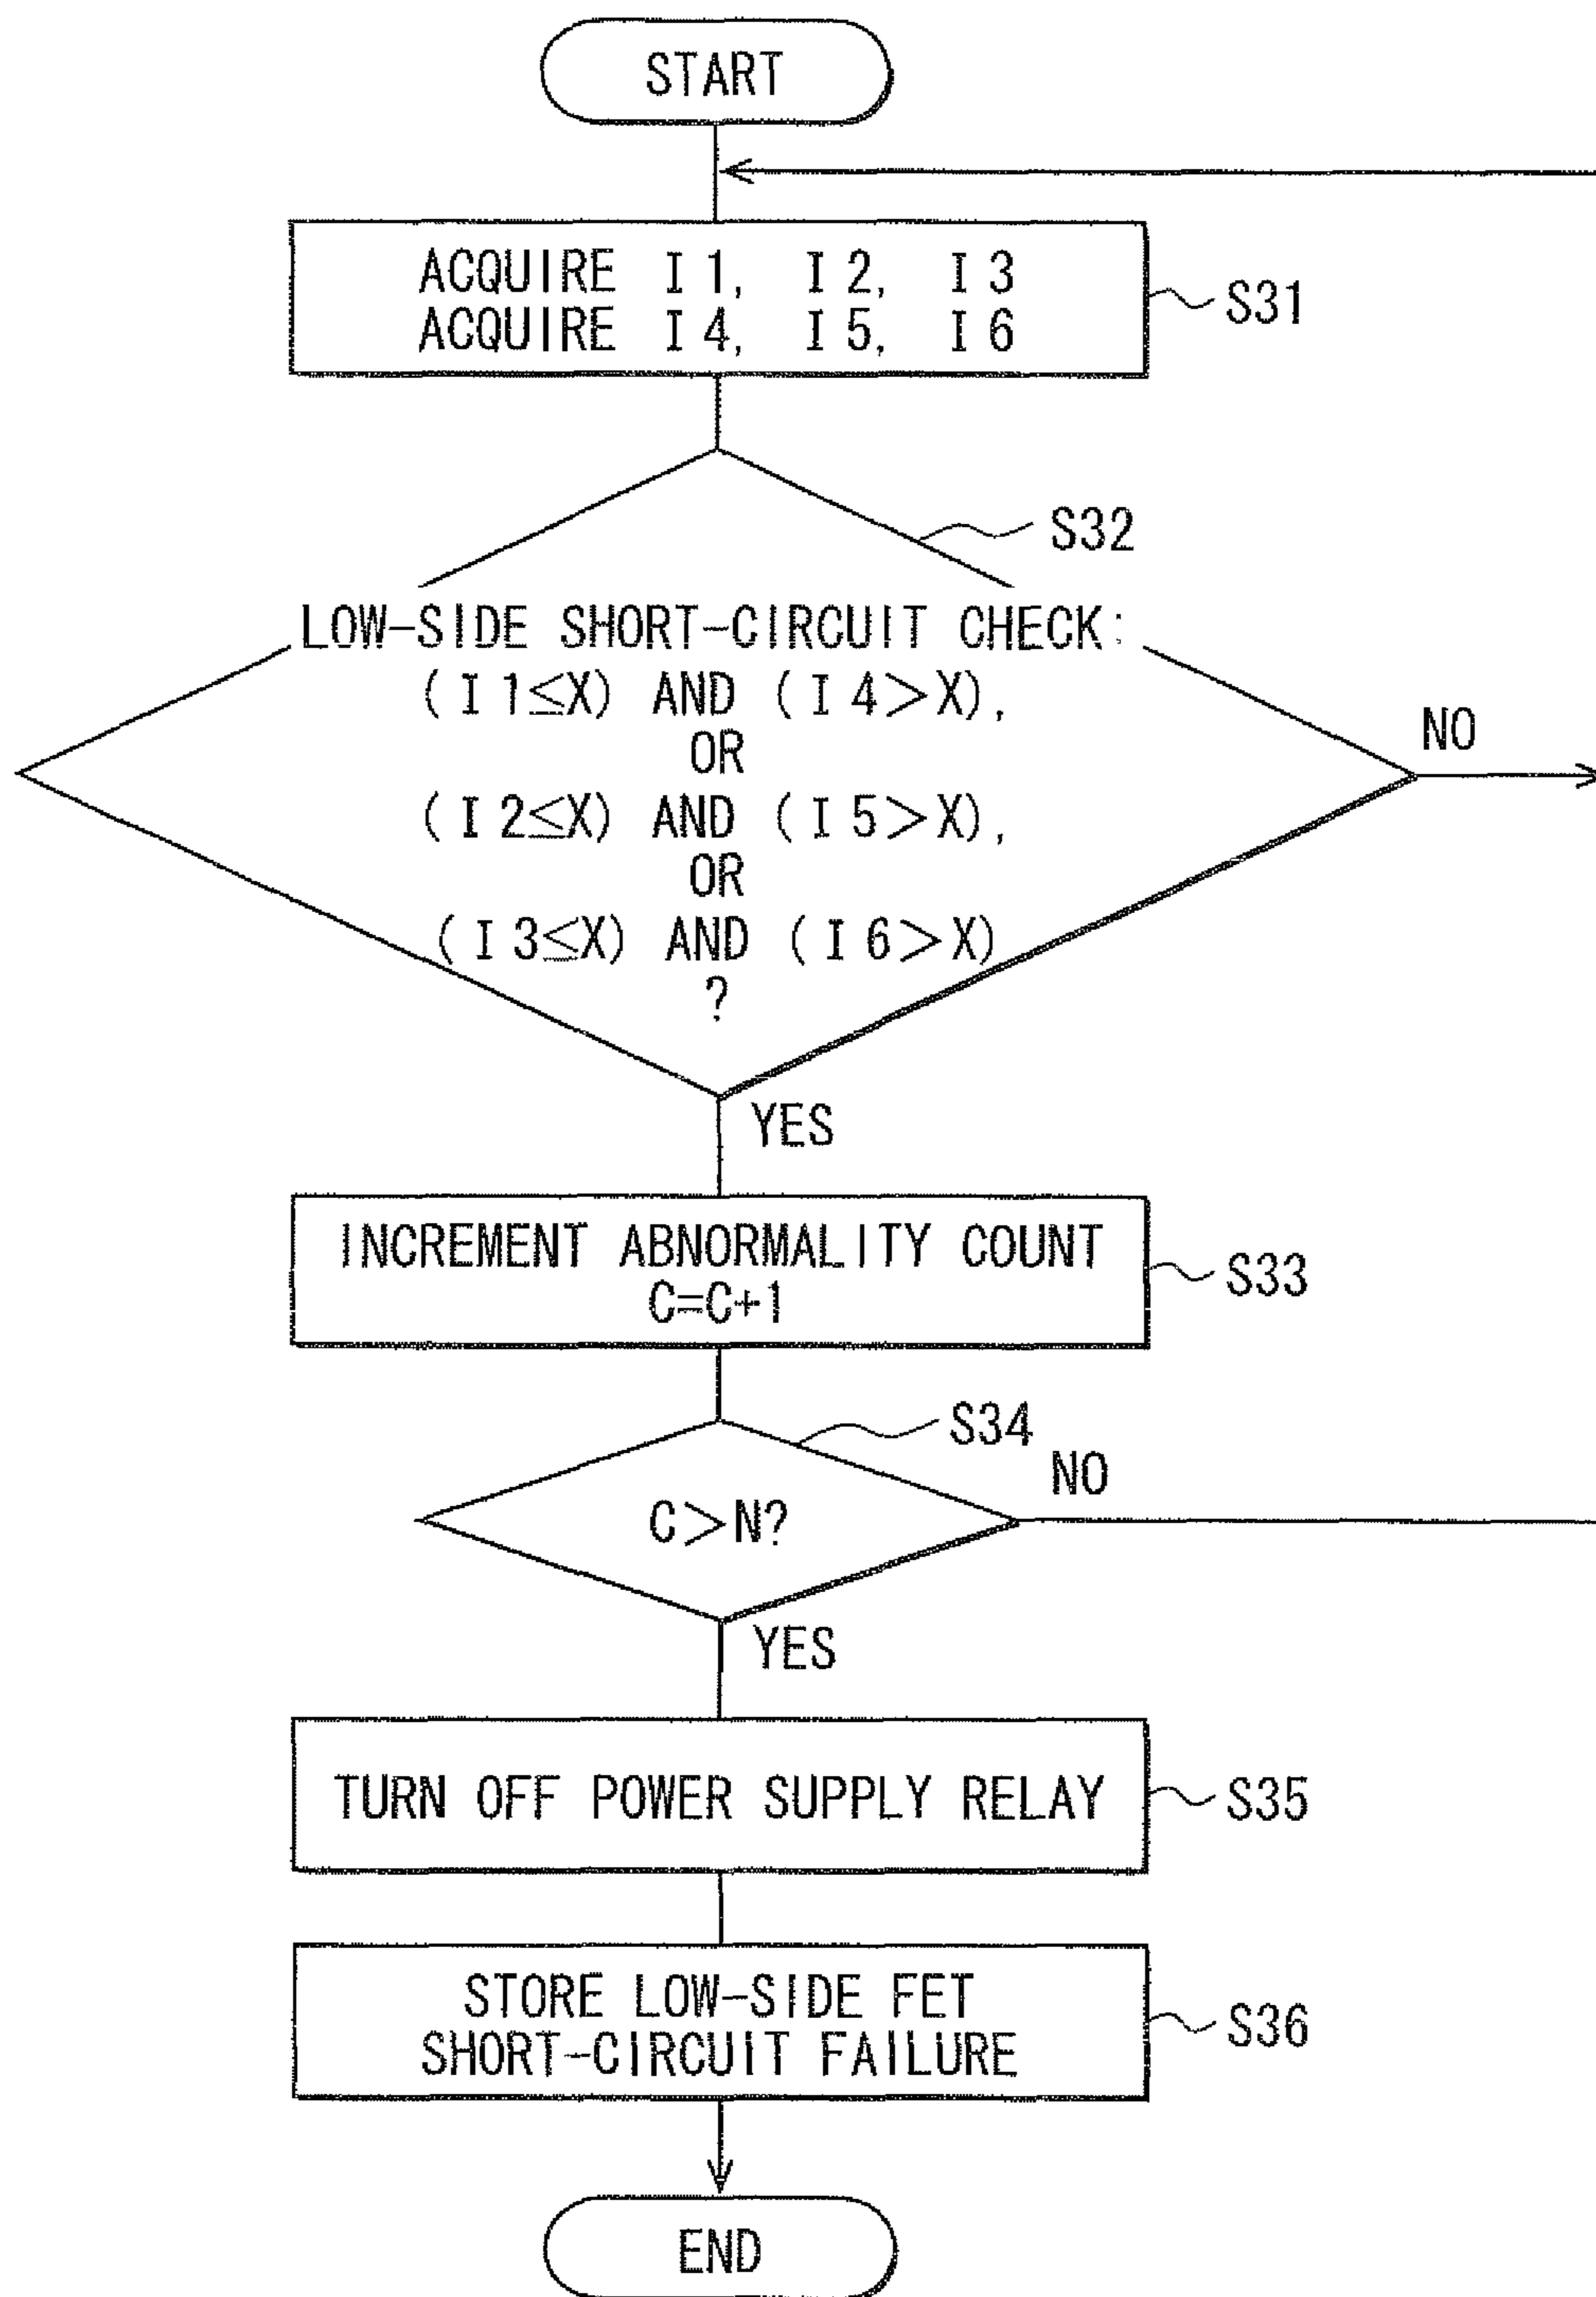 START
ACQUIRE I1, I2, I3
ACQUIRE I4, I5, I6
S31
S32
LOW-SIDE SHORT-CIRCUIT CHECK:
(I1≤X) AND (I4>X),
OR
(I2≤X) AND (I5>X),
OR
(I3≤X) AND (I6>X)
?
NO
YES
INCREMENT ABNORMALITY COUNT
C=C+1
S33
S34
C>N?
NO
YES
TURN OFF POWER SUPPLY RELAY
S35
STORE LOW-SIDE FET
SHORT-CIRCUIT FAILURE
S36
END